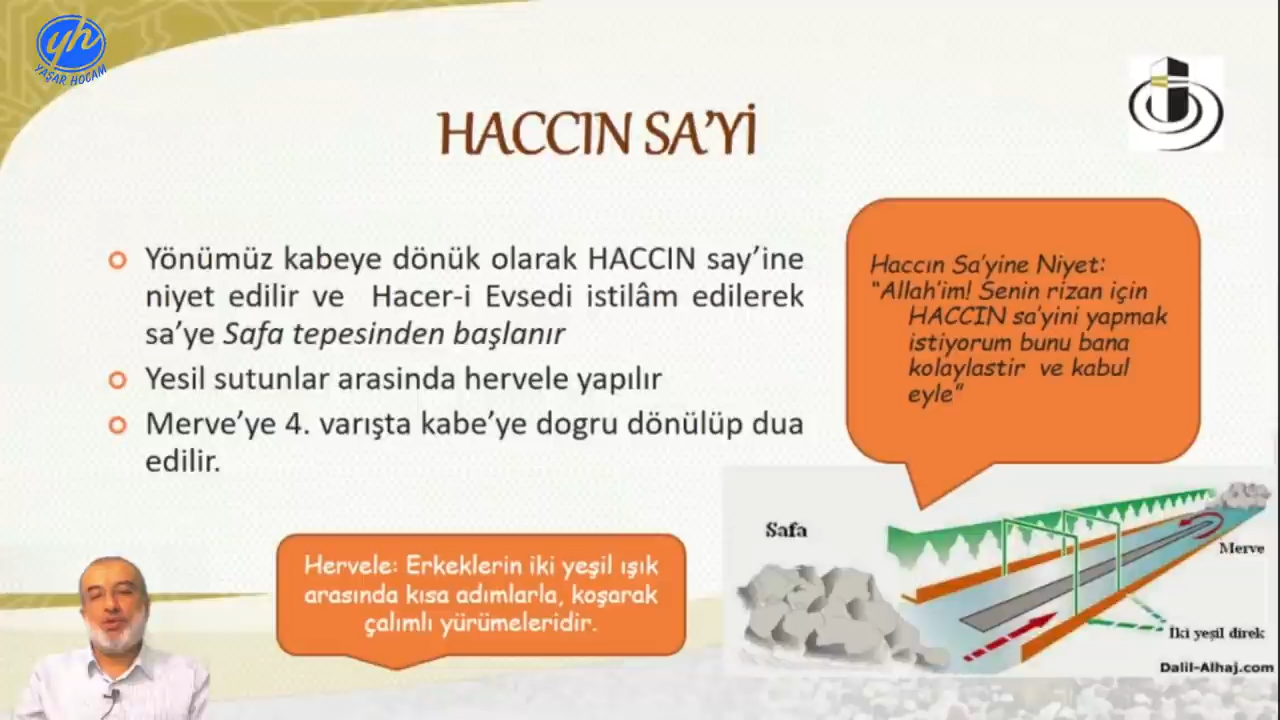 yh
YAŞAR HOCAM
HACCIN SA’Yİ
Yönümüz kabeye dönük olarak HACCIN say’ine
niyet edilir ve Hacer-i Evsedi istilâm edilerek
sa’ye Safa tepesinden başlanır
Yesil sutunlar arasinda hervele yapılır
Merve’ye 4. varışta kabe’ye dogru dönülüp dua
edilir.
Haccın Sa’yine Niyet:
“Allah’im! Senin rizan için
HACCIN sa’yini yapmak
istiyorum bunu bana
kolaylastir ve kabul
eyle“
Hervele: Erkeklerin iki yeşil ışık
arasında kısa adımlarla, koşarak
çalımlı yürümeleridir.
Safa
Merve
İki yeşil direk
Dalil-Alhaj.com